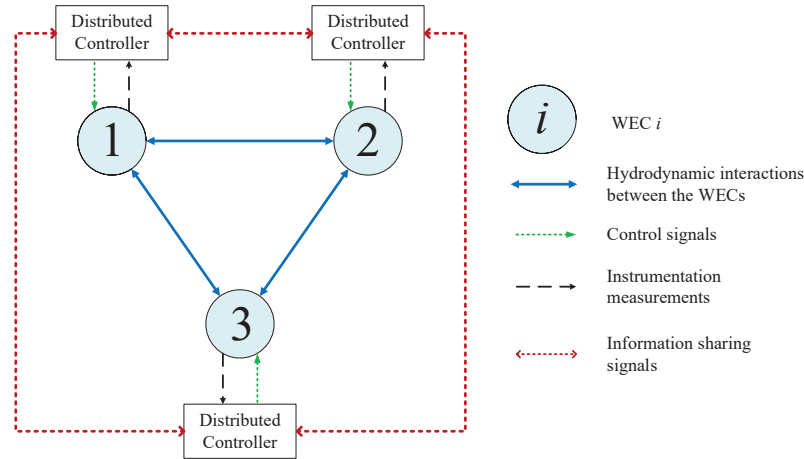 Distributed
Controller
Distributed
Controller
1
2
3
Distributed
Controller
i
WEC i
Hydrodynamic interactions
between the WECs
Control signals
Instrumentation
measurements
Information sharing
signals